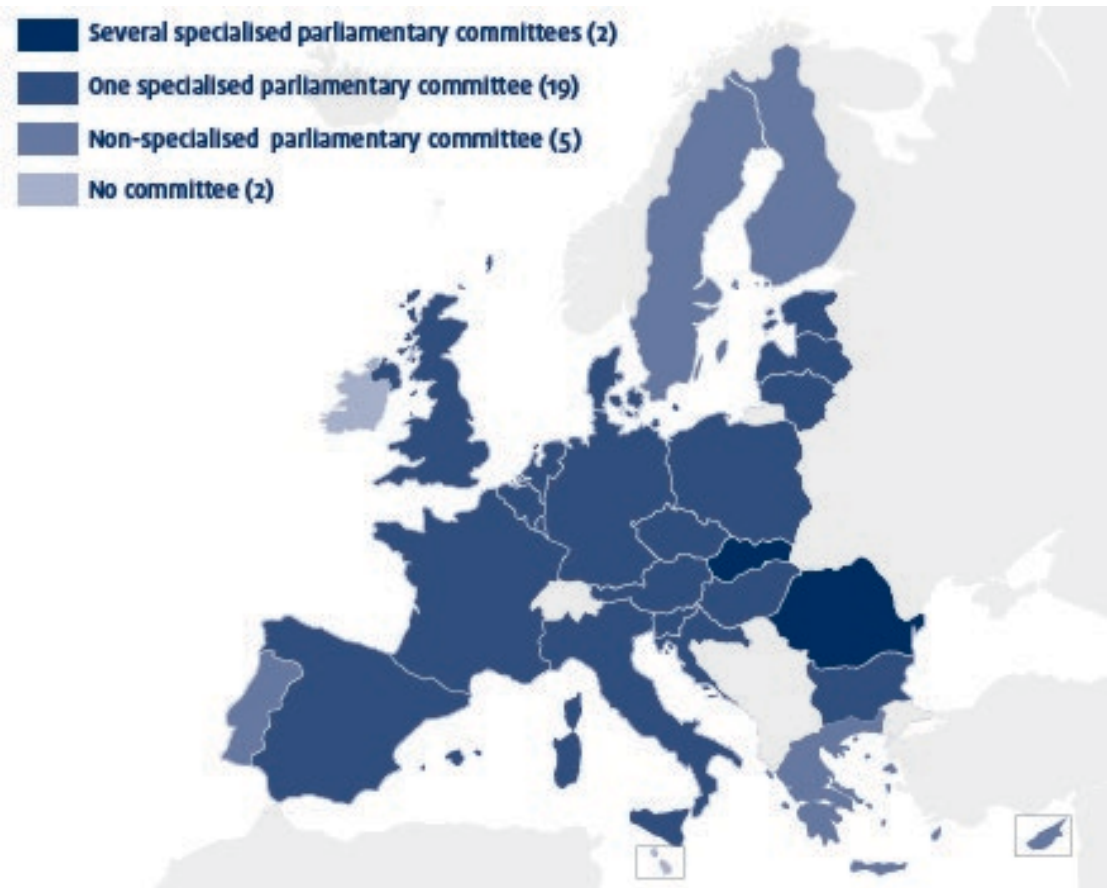 Several specialised parliamentary committees (2)
One specialised parliamentary committee (19)
Non-specialised parliamentary committee (5)
No committee (2)